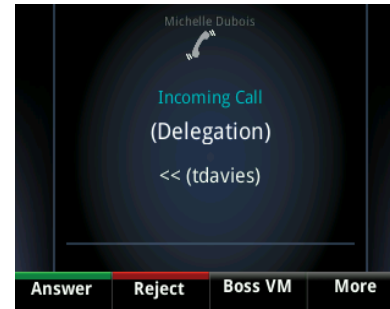 Michelle Dubois
Incoming Call
(Delegation)
<< (tdavies)
Answer Reject Boss VM More